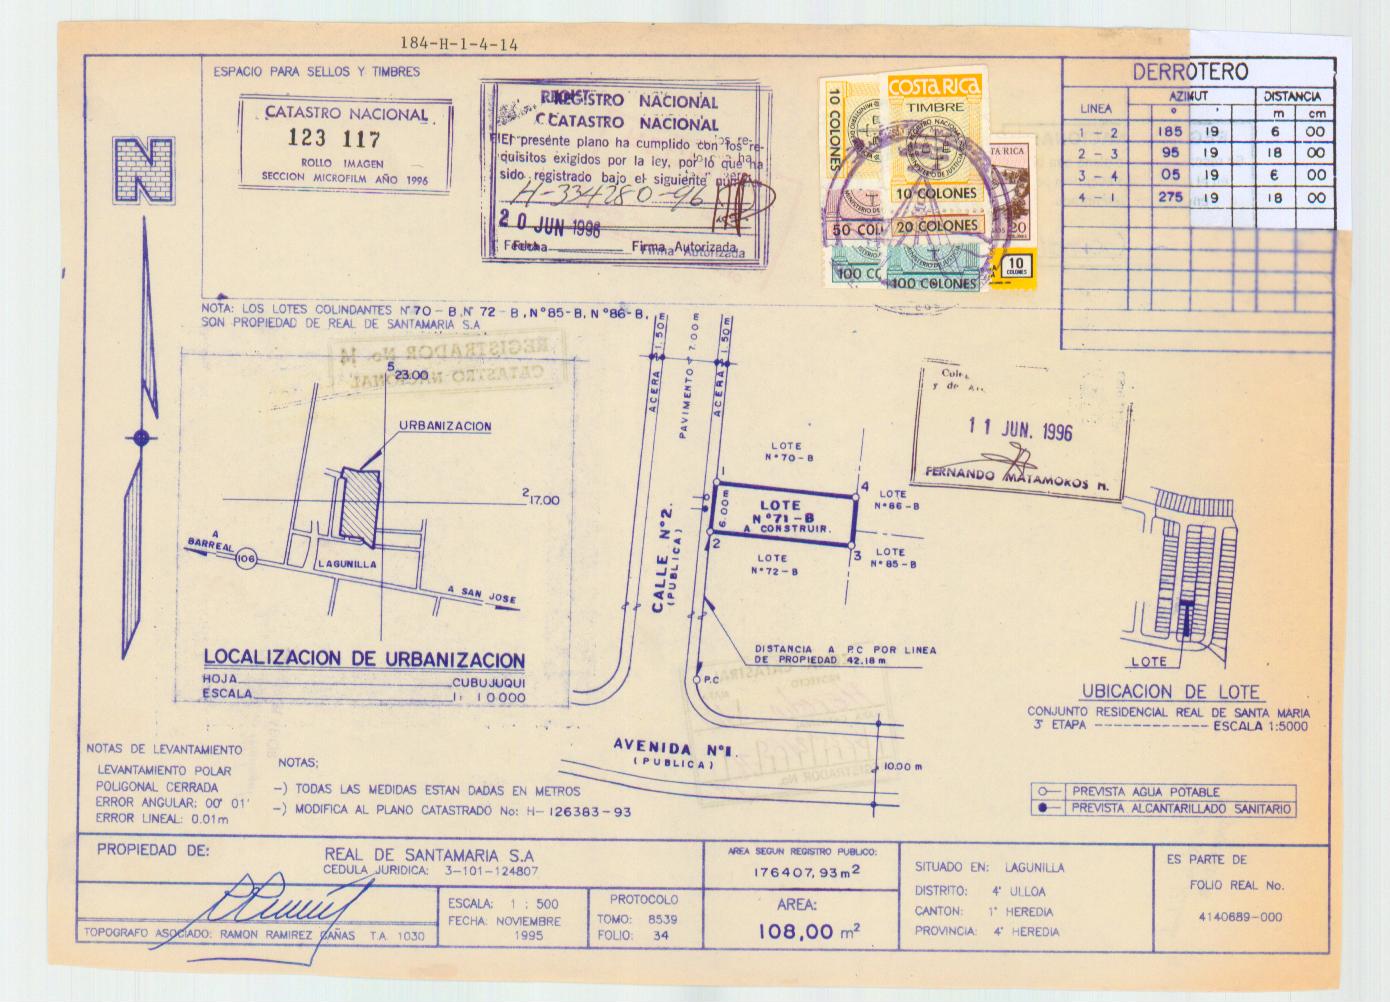 184-H-1-4-14
ESPACIO PARA SELLOS Y TIMBRES
CATASTRO NACIONAL
123 117
ROLLO IMAGEN
SECCION MICROFILM AÑO 1996
REGISTRO NACIONAL
CATASTRO NACIONAL
El presente plano ha cumplido con los re-
quisitos exigidos por la ley, por lo que ha
sido registrado bajo el siguiente número
H-334280-96
20 JUN 1996
Fecha Firma Autorizada
10 COLONES
COSTA RICA
TIMBRE
10 COLONES
50 COL
20 COLONES
100 CO
100 COLONES
TA RICA
20
10
COLONES
DERROTERO
LINEA AZIMUT DISTANCIA
° ' m cm
1 - 2 185 19 6 00
2 - 3 95 19 18 00
3 - 4 05 19 6 00
4 - 1 275 19 18 00
N
NOTA: LOS LOTES COLINDANTES N°70-B, N° 72-B, N°85-B, N°86-B,
SON PROPIEDAD DE REAL DE SANTAMARIA S.A
REGISTRADOR No 14
CATASTRO NACIONAL
523.00
URBANIZACION
217.00
A
BARREAL
106
LAGUNILLA
A SAN JOSE
LOCALIZACION DE URBANIZACION
HOJA CUBUJUQUI
ESCALA 1: 10000
ACERA 1.50m
PAVIMENTO 7.00m
ACERA 1.50m
CALLE N°2.
(PUBLICA)
LOTE
N°70-B
1
4
6.00m
LOTE
N°71-B
A CONSTRUIR.
LOTE
N°86-B
2
3
LOTE
N°72-B
LOTE
N°85-B
DISTANCIA A P.C POR LINEA
DE PROPIEDAD 42.18 m
P.C
AVENIDA N°1.
(PUBLICA)
10.00 m
11 JUN. 1996
FERNANDO MATAMOROS H.
LOTE
UBICACION DE LOTE
CONJUNTO RESIDENCIAL REAL DE SANTA MARIA
3° ETAPA ------------ ESCALA 1:5000
NOTAS DE LEVANTAMIENTO
LEVANTAMIENTO POLAR
POLIGONAL CERRADA
ERROR ANGULAR: 00° 01'
ERROR LINEAL: 0.01m
NOTAS;
-) TODAS LAS MEDIDAS ESTAN DADAS EN METROS
-) MODIFICA AL PLANO CATASTRADO No: H-126383-93
PREVISTA AGUA POTABLE
PREVISTA ALCANTARILLADO SANITARIO
PROPIEDAD DE:
REAL DE SANTAMARIA S.A
CEDULA JURIDICA: 3-101-124807
TOPOGRAFO ASOCIADO: RAMON RAMIREZ CAÑAS T.A. 1030
ESCALA: 1 : 500
FECHA: NOVIEMBRE
1995
PROTOCOLO
TOMO: 8539
FOLIO: 34
AREA SEGUN REGISTRO PUBLICO:
176407,93m2
AREA:
108,00 m2
SITUADO EN: LAGUNILLA
DISTRITO: 4° ULLOA
CANTON: 1° HEREDIA
PROVINCIA: 4° HEREDIA
ES PARTE DE
FOLIO REAL No.
4140689-000